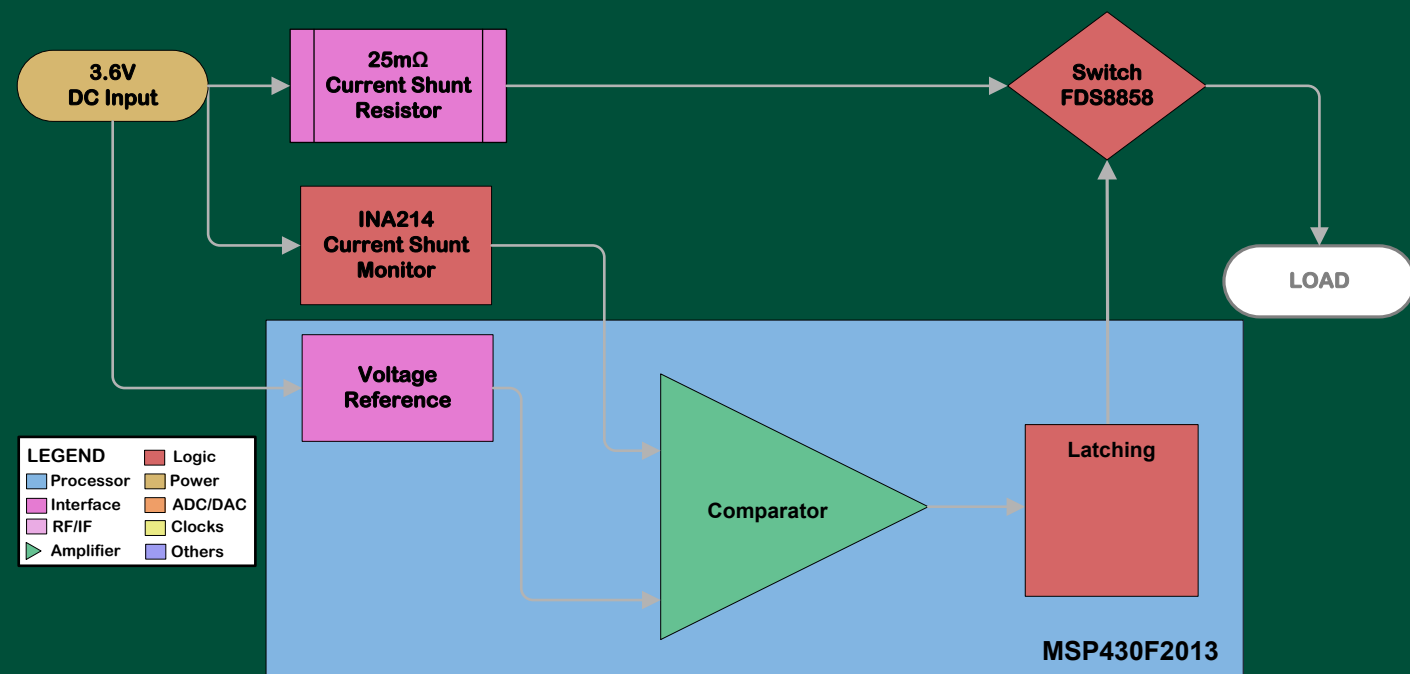 3.6V
DC Input
25mΩ
Current Shunt
Resistor
Switch
FDS8858
INA214
Current Shunt
Monitor
LOAD
Voltage
Reference
LEGEND
Logic
Processor
Power
Interface
ADC/DAC
RF/IF
Clocks
Amplifier
Others
Comparator
Latching
MSP430F2013